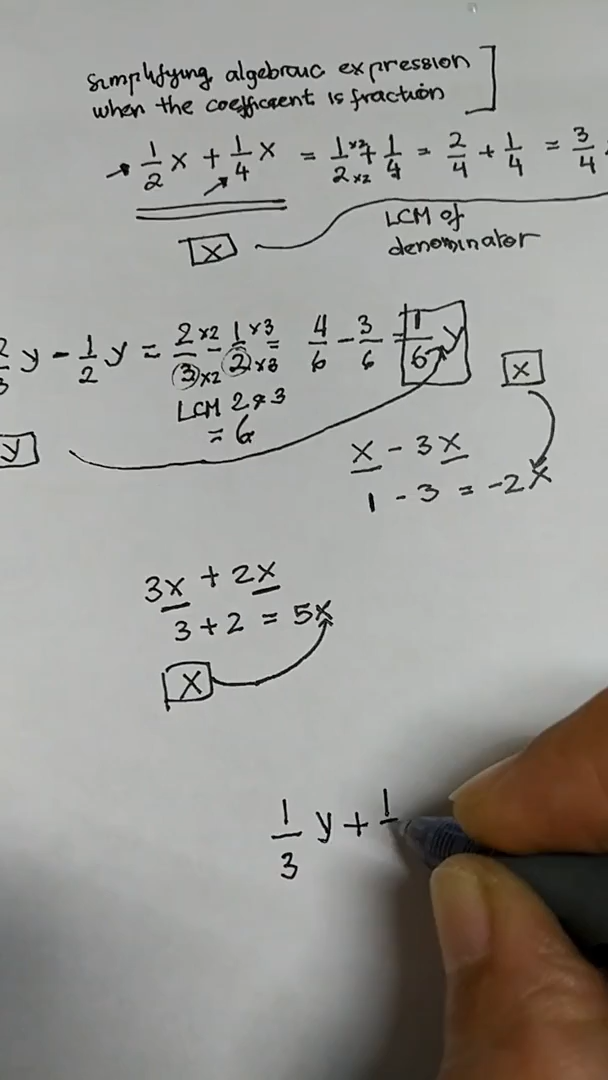 Simplifying algebraic expression
when the coefficient is fraction
1/2 x + 1/4 x = 1×2/2×2 + 1/4 = 2/4 + 1/4 = 3/4
x
LCM of
denominator
2/3 y - 1/2 y = 2×2/3×2 - 1×3/2×3 = 4/6 - 3/6 = 1/6 y
LCM 2 & 3
= 6
y
x
x - 3x
1 - 3 = -2x
3x + 2x
3 + 2 = 5x
x
1/3 y + 1